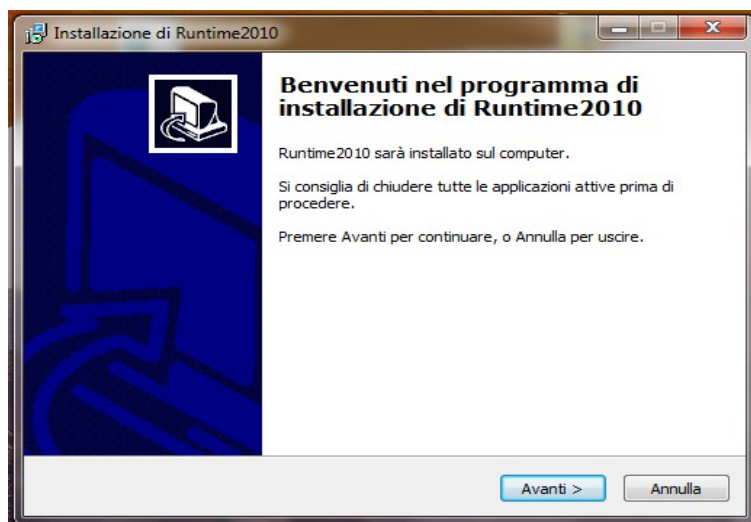 Installazione di Runtime2010
Benvenuti nel programma di
installazione di Runtime2010
Runtime2010 sarà installato sul computer.
Si consiglia di chiudere tutte le applicazioni attive prima di
procedere.
Premere Avanti per continuare, o Annulla per uscire.
Avanti >
Annulla